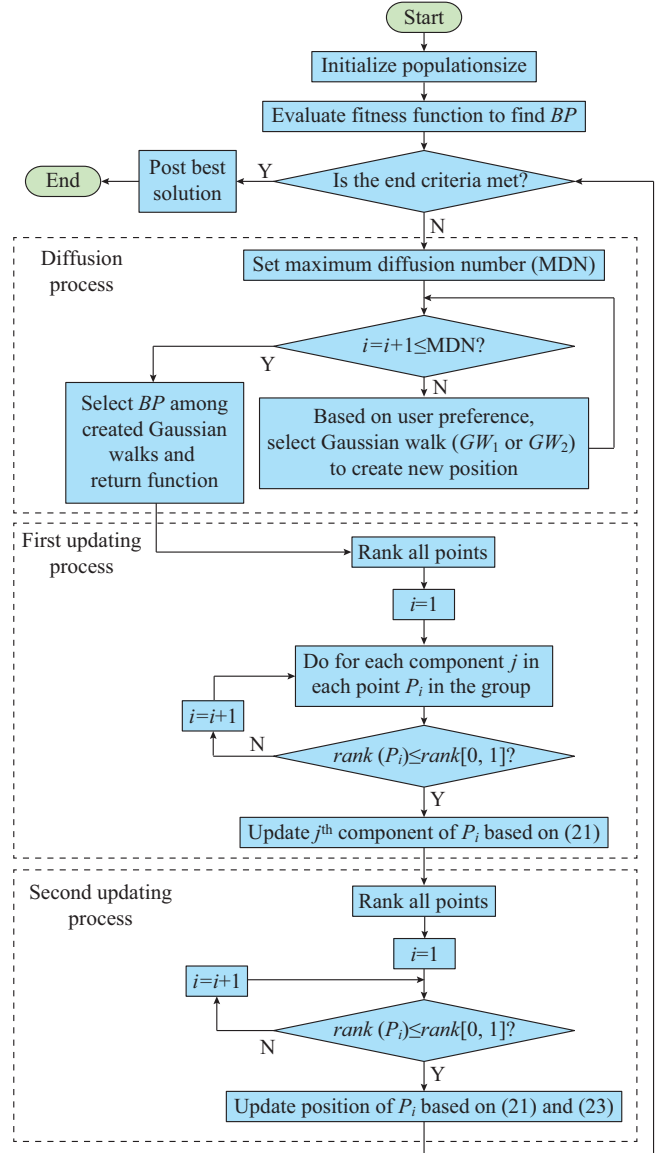 Start
Initialize populationsize
Evaluate fitness function to find BP
Is the end criteria met?
Y
Post best
solution
End
N
Diffusion
process
Set maximum diffusion number (MDN)
i=i+1≤MDN?
Y
N
Select BP among
created Gaussian
walks and
return function
Based on user preference,
select Gaussian walk (GW₁ or GW₂)
to create new position
First updating
process
Rank all points
i=1
Do for each component j in
each point Pᵢ in the group
i=i+1
N
rank (Pᵢ)≤rank[0, 1]?
Y
Update jᵗʰ component of Pᵢ based on (21)
Second updating
process
Rank all points
i=1
i=i+1
rank (Pᵢ)≤rank[0, 1]?
N
Y
Update position of Pᵢ based on (21) and (23)